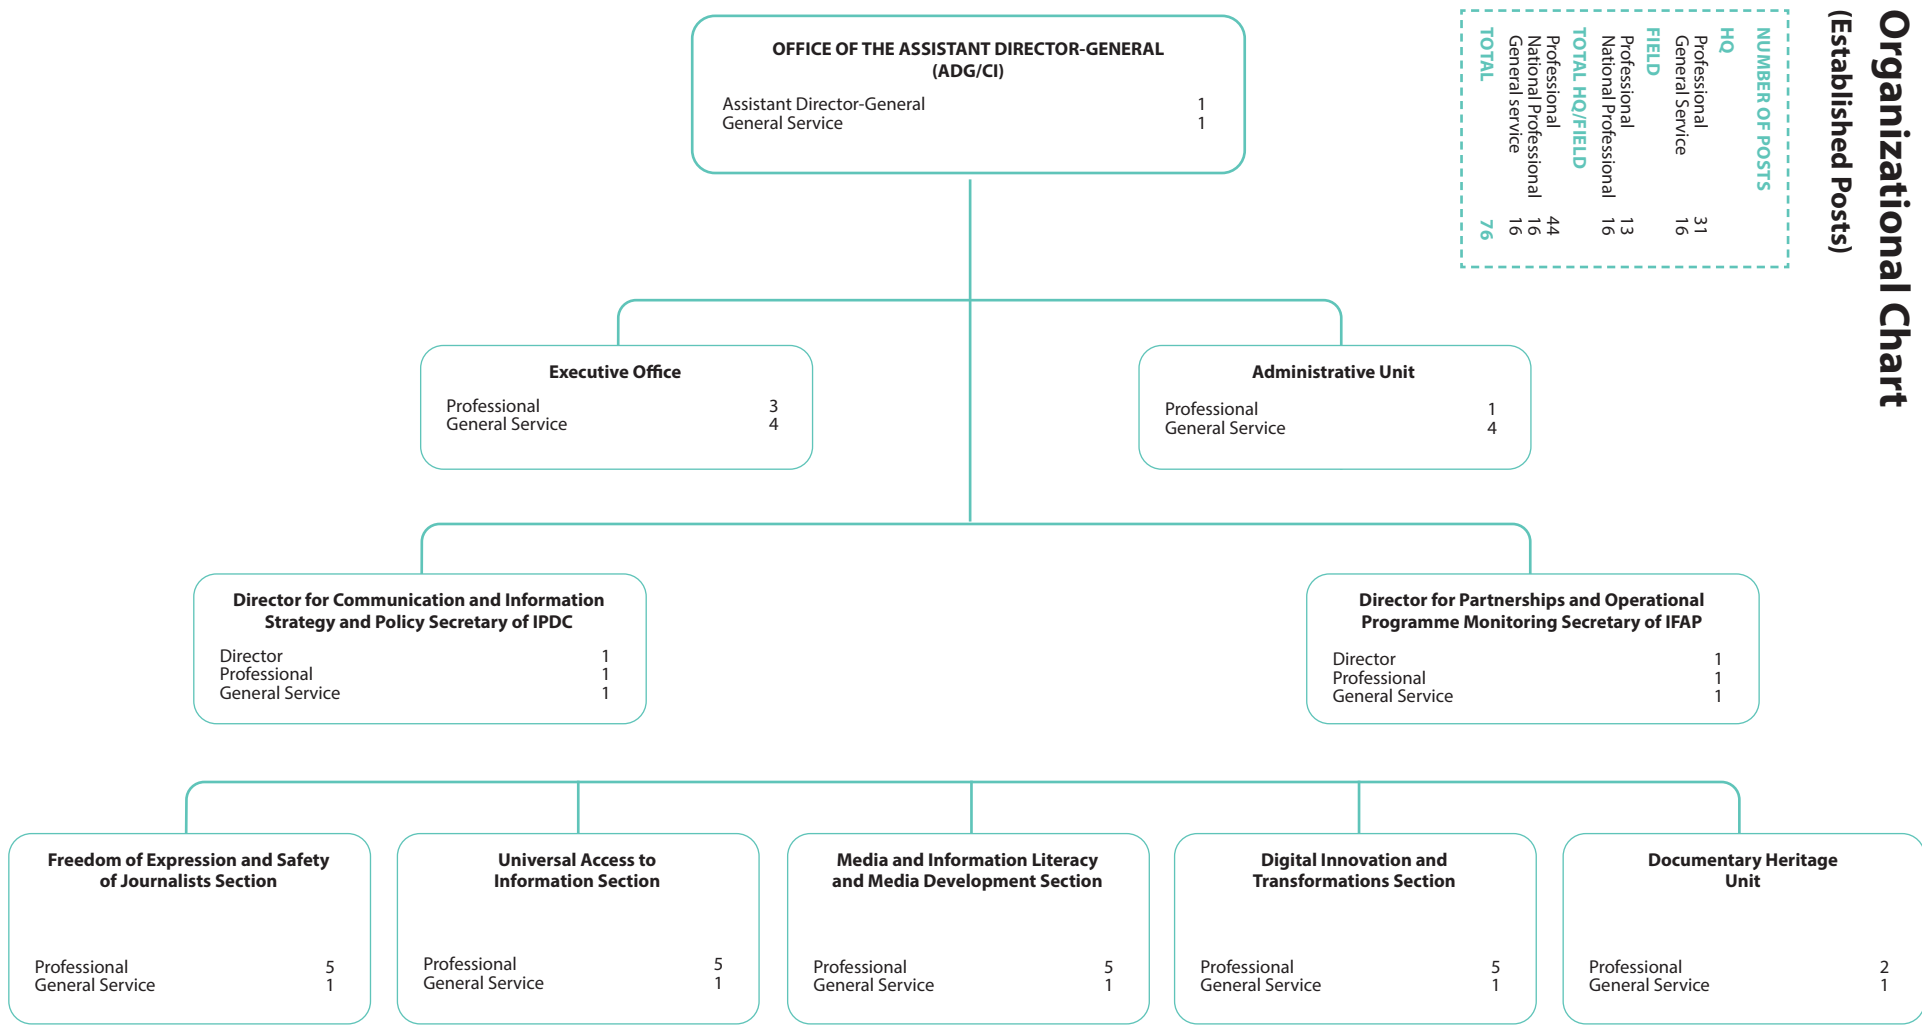 Organizational Chart
(Established Posts)
NUMBER OF POSTS
HQ
Professional 31
General Service 16
FIELD
Professional 13
National Professional 16
TOTAL HQ/FIELD
Professional 44
National Professional 16
General service 16
TOTAL 76
OFFICE OF THE ASSISTANT DIRECTOR-GENERAL
(ADG/CI)
Assistant Director-General 1
General Service 1
Executive Office
Professional 3
General Service 4
Administrative Unit
Professional 1
General Service 4
Director for Communication and Information
Strategy and Policy Secretary of IPDC
Director 1
Professional 1
General Service 1
Director for Partnerships and Operational
Programme Monitoring Secretary of IFAP
Director 1
Professional 1
General Service 1
Freedom of Expression and Safety
of Journalists Section
Professional 5
General Service 1
Universal Access to
Information Section
Professional 5
General Service 1
Media and Information Literacy
and Media Development Section
Professional 5
General Service 1
Digital Innovation and
Transformations Section
Professional 5
General Service 1
Documentary Heritage
Unit
Professional 2
General Service 1